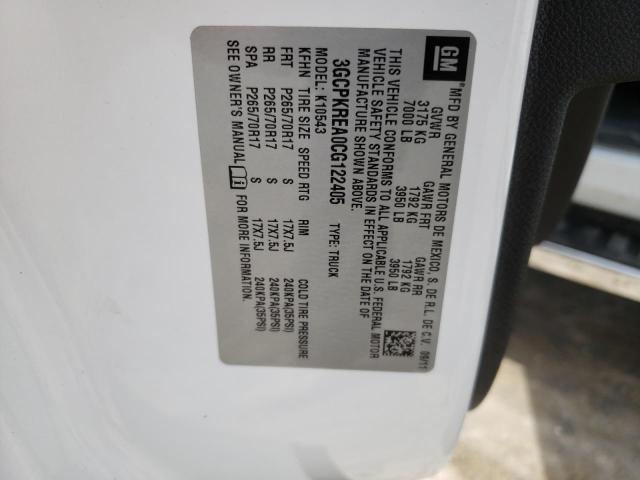 GM
MFD BY GENERAL MOTORS DE MEXICO, S. DE R.L. DE C.V. 09/11
GVWR GAWR FRT GAWR RR
3175 KG 1792 KG 1792 KG
7000 LB 3950 LB 3950 LB
THIS VEHICLE CONFORMS TO ALL APPLICABLE U.S. FEDERAL MOTOR
VEHICLE SAFETY STANDARDS IN EFFECT ON THE DATE OF
MANUFACTURE SHOWN ABOVE.
3GCPKREA0CG122405 TYPE: TRUCK
MODEL: K10543
KFHN TIRE SIZE SPEED RTG RIM COLD TIRE PRESSURE
FRT P265/70R17 S 17X7.5J 240KPA(35PSI)
RR P265/70R17 S 17X7.5J 240KPA(35PSI)
SPA P265/70R17 S 17X7.5J 240KPA(35PSI)
SEE OWNER'S MANUAL FOR MORE INFORMATION.